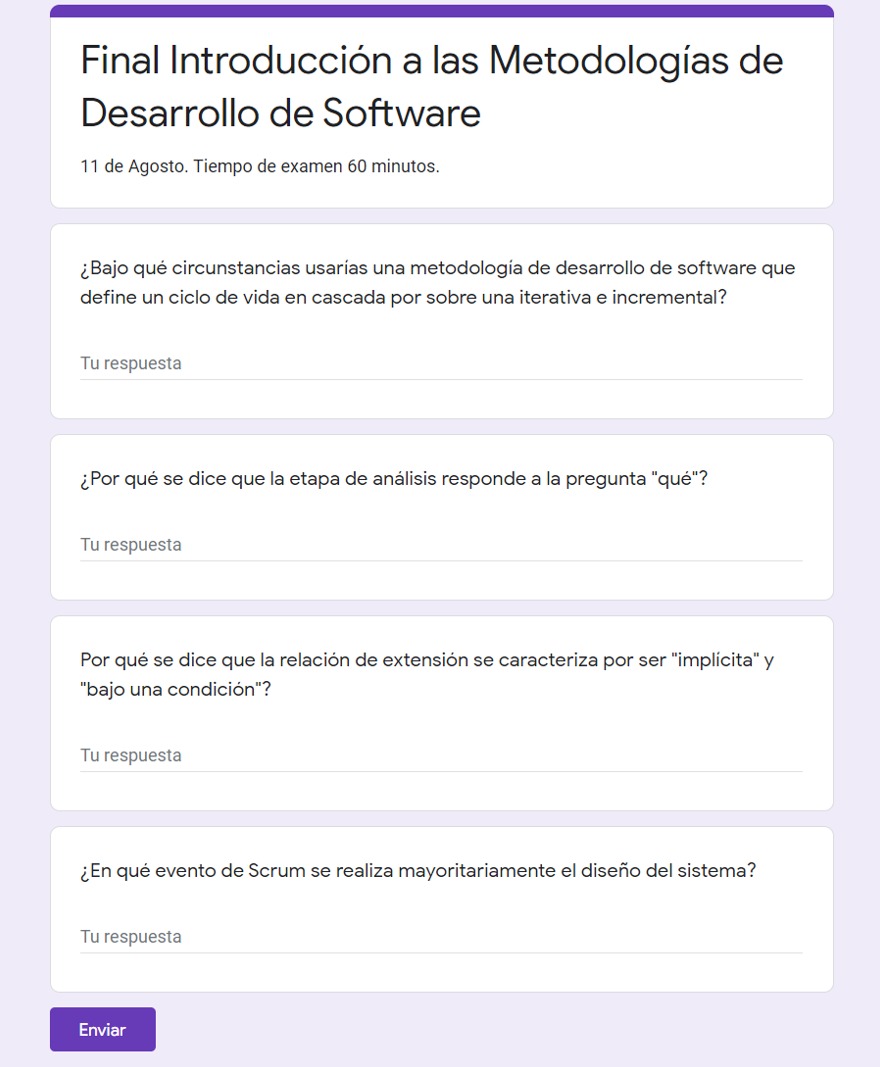 Final Introducción a las Metodologías de
Desarrollo de Software
11 de Agosto. Tiempo de examen 60 minutos.
¿Bajo qué circunstancias usarías una metodología de desarrollo de software que
define un ciclo de vida en cascada por sobre una iterativa e incremental?
Tu respuesta
¿Por qué se dice que la etapa de análisis responde a la pregunta "qué"?
Tu respuesta
Por qué se dice que la relación de extensión se caracteriza por ser "implícita" y
"bajo una condición"?
Tu respuesta
¿En qué evento de Scrum se realiza mayoritariamente el diseño del sistema?
Tu respuesta
Enviar